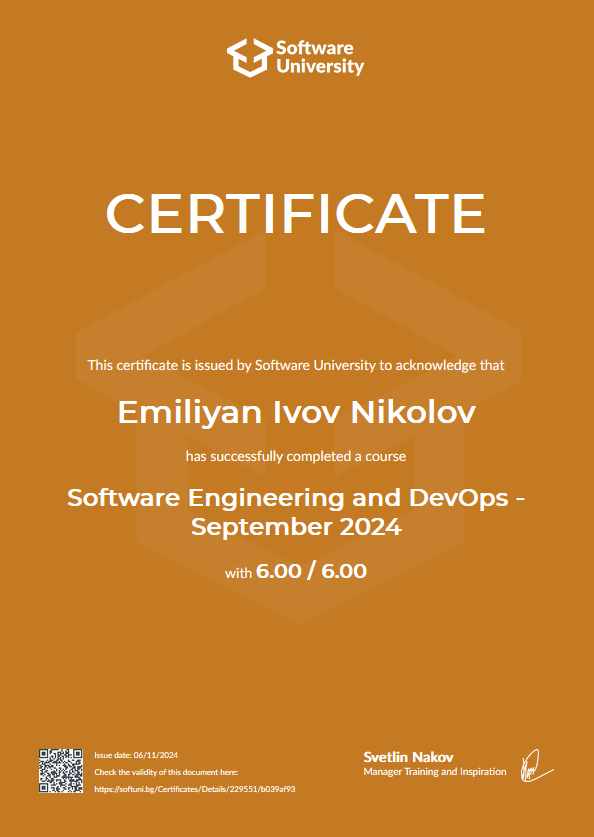 Software
University
CERTIFICATE
This certificate is issued by Software University to acknowledge that
Emiliyan Ivov Nikolov
has successfully completed a course
Software Engineering and DevOps -
September 2024
with 6.00 / 6.00
Issue date: 06/11/2024
Check the validity of this document here:
https://softuni.bg/Certificates/Details/229551/b039af93
Svetlin Nakov
Manager Training and Inspiration